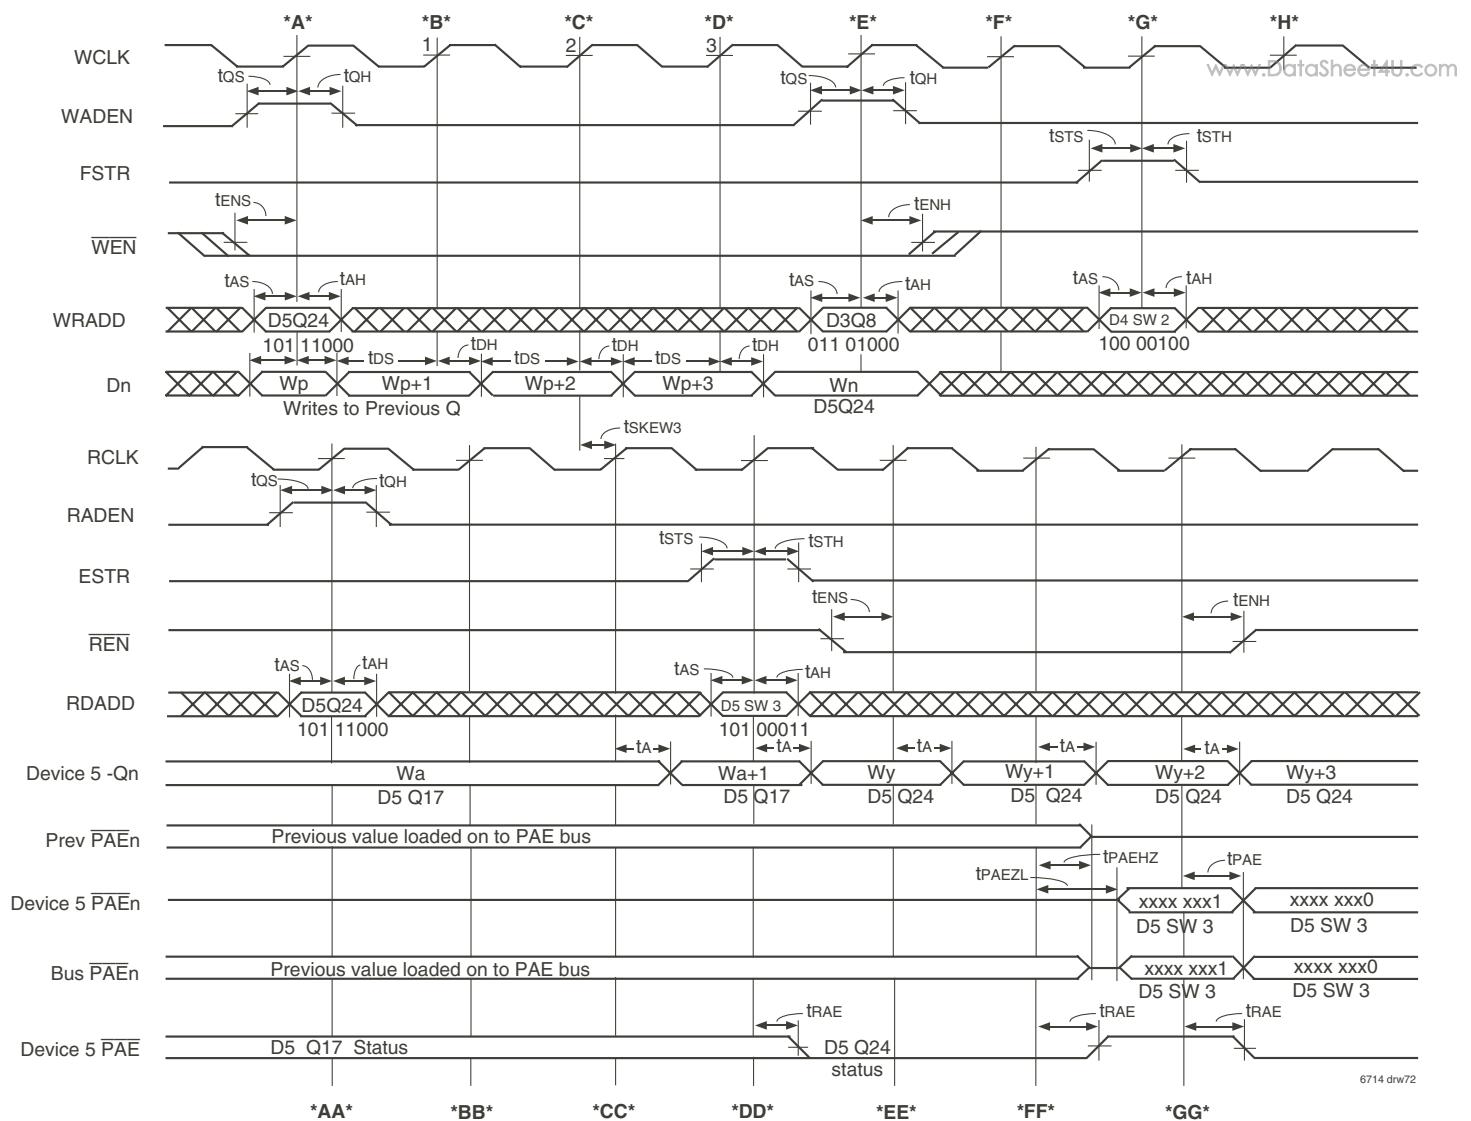 *A* *B* *C* *D* *E* *F* *G* *H*
WCLK 1 2 3
www.DataSheet4U.com
tQS tQH tQS tQH
WADEN
tSTS tSTH
FSTR
tENS tENH
WEN
tAS tAH tAS tAH tAS tAH
WRADD D5Q24 D3Q8 D4 SW 2
101 11000 011 01000 100 00100
tDS tDH tDS tDH tDS tDH
Dn Wp Wp+1 Wp+2 Wp+3 Wn
Writes to Previous Q D5Q24
tSKEW3
RCLK
tQS tQH
RADEN
tSTS tSTH
ESTR
tENS tENH
REN
tAS tAH tAS tAH
RDADD D5Q24 D5 SW 3
101 11000 101 00011
tA tA tA tA tA
Device 5 -Qn Wa Wa+1 Wy Wy+1 Wy+2 Wy+3
D5 Q17 D5 Q17 D5 Q24 D5 Q24 D5 Q24 D5 Q24
Prev PAEn Previous value loaded on to PAE bus
tPAEHZ tPAE
tPAEZL
Device 5 PAEn xxxx xxx1 xxxx xxx0
D5 SW 3 D5 SW 3
Bus PAEn Previous value loaded on to PAE bus xxxx xxx1 xxxx xxx0
D5 SW 3 D5 SW 3
tRAE tRAE tRAE
Device 5 PAE D5 Q17 Status D5 Q24
status
6714 drw72
*AA* *BB* *CC* *DD* *EE* *FF* *GG*